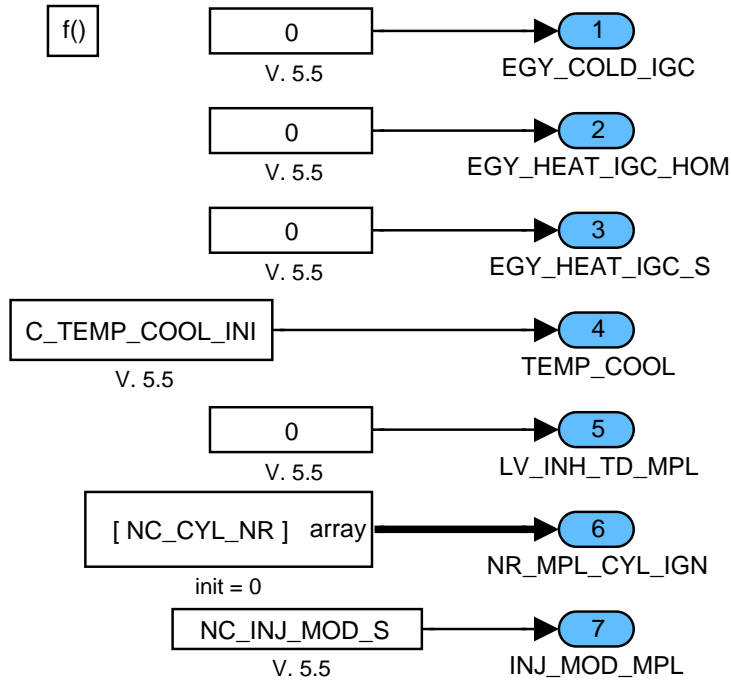 f()
0
1
V. 5.5
EGY_COLD_IGC
0
2
V. 5.5
EGY_HEAT_IGC_HOM
0
3
V. 5.5
EGY_HEAT_IGC_S
C_TEMP_COOL_INI
4
V. 5.5
TEMP_COOL
0
5
V. 5.5
LV_INH_TD_MPL
[ NC_CYL_NR ] array
6
init = 0
NR_MPL_CYL_IGN
NC_INJ_MOD_S
7
V. 5.5
INJ_MOD_MPL